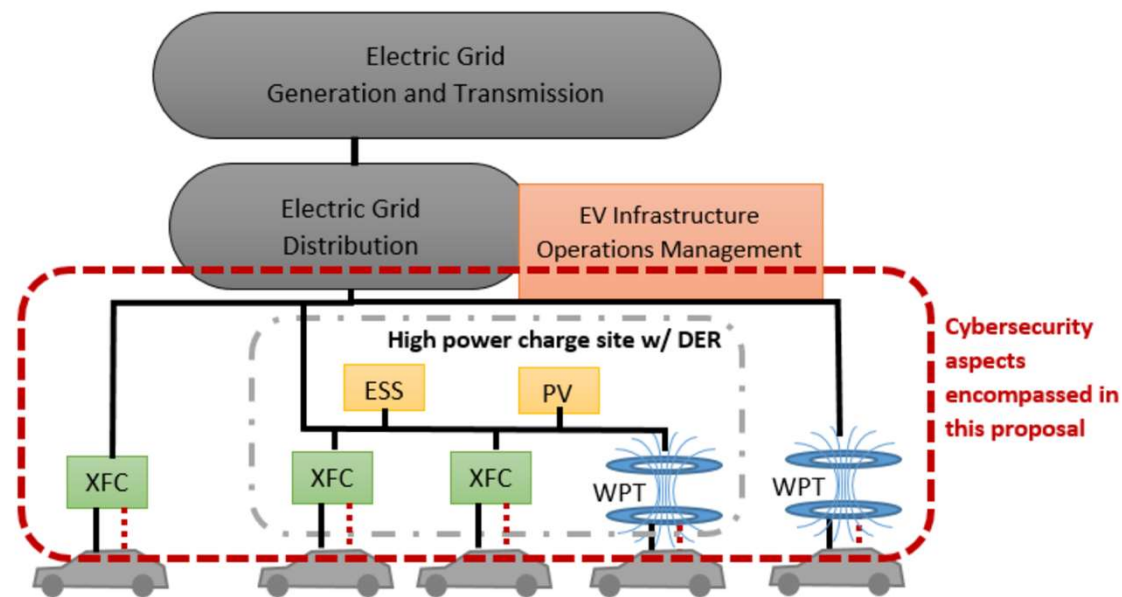 Electric Grid
Generation and Transmission
Electric Grid
Distribution
EV Infrastructure
Operations Management
High power charge site w/ DER
Cybersecurity
aspects
encompassed in
this proposal
ESS
PV
XFC
XFC
XFC
WPT
WPT